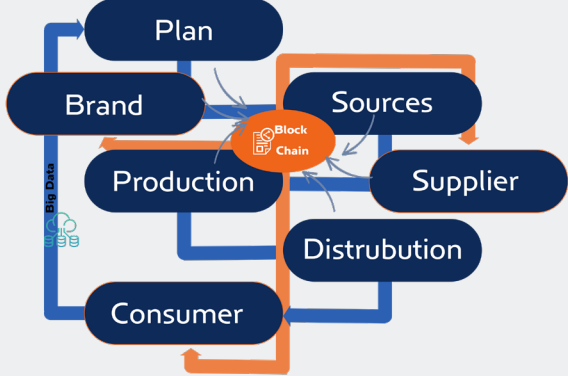 Plan
Brand
Sources
Block
Chain
Production
Supplier
Big Data
Distrubution
Consumer